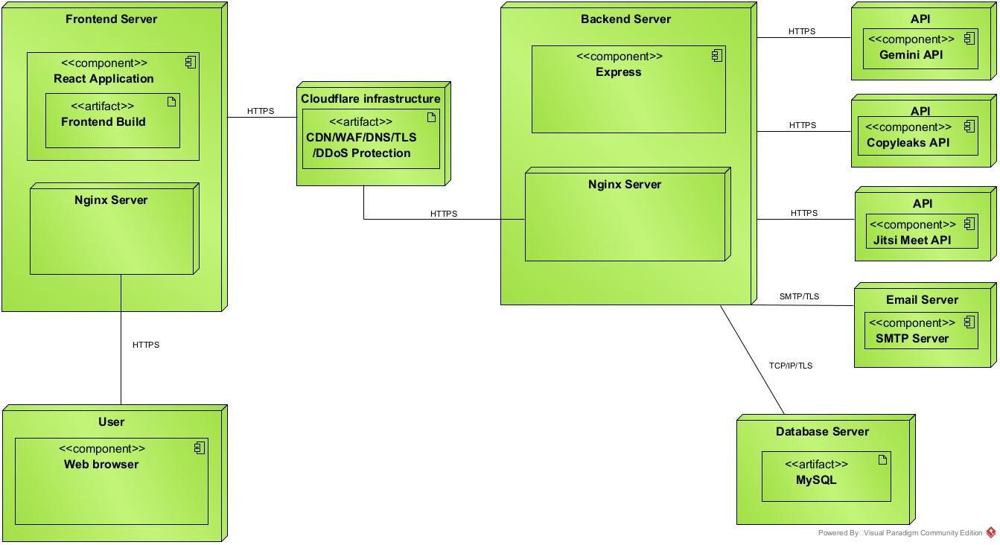 Frontend Server
<<component>>
React Application
<<artifact>>
Frontend Build
Nginx Server
HTTPS
User
<<component>>
Web browser
HTTPS
Cloudflare infrastructure
<<artifact>>
CDN/WAF/DNS/TLS
/DDoS Protection
HTTPS
Backend Server
<<component>>
Express
Nginx Server
HTTPS
API
<<component>>
Gemini API
HTTPS
API
<<component>>
Copyleaks API
HTTPS
API
<<component>>
Jitsi Meet API
SMTP/TLS
Email Server
<<component>>
SMTP Server
TCP/IP/TLS
Database Server
<<artifact>>
MySQL
Powered By Visual Paradigm Community Edition